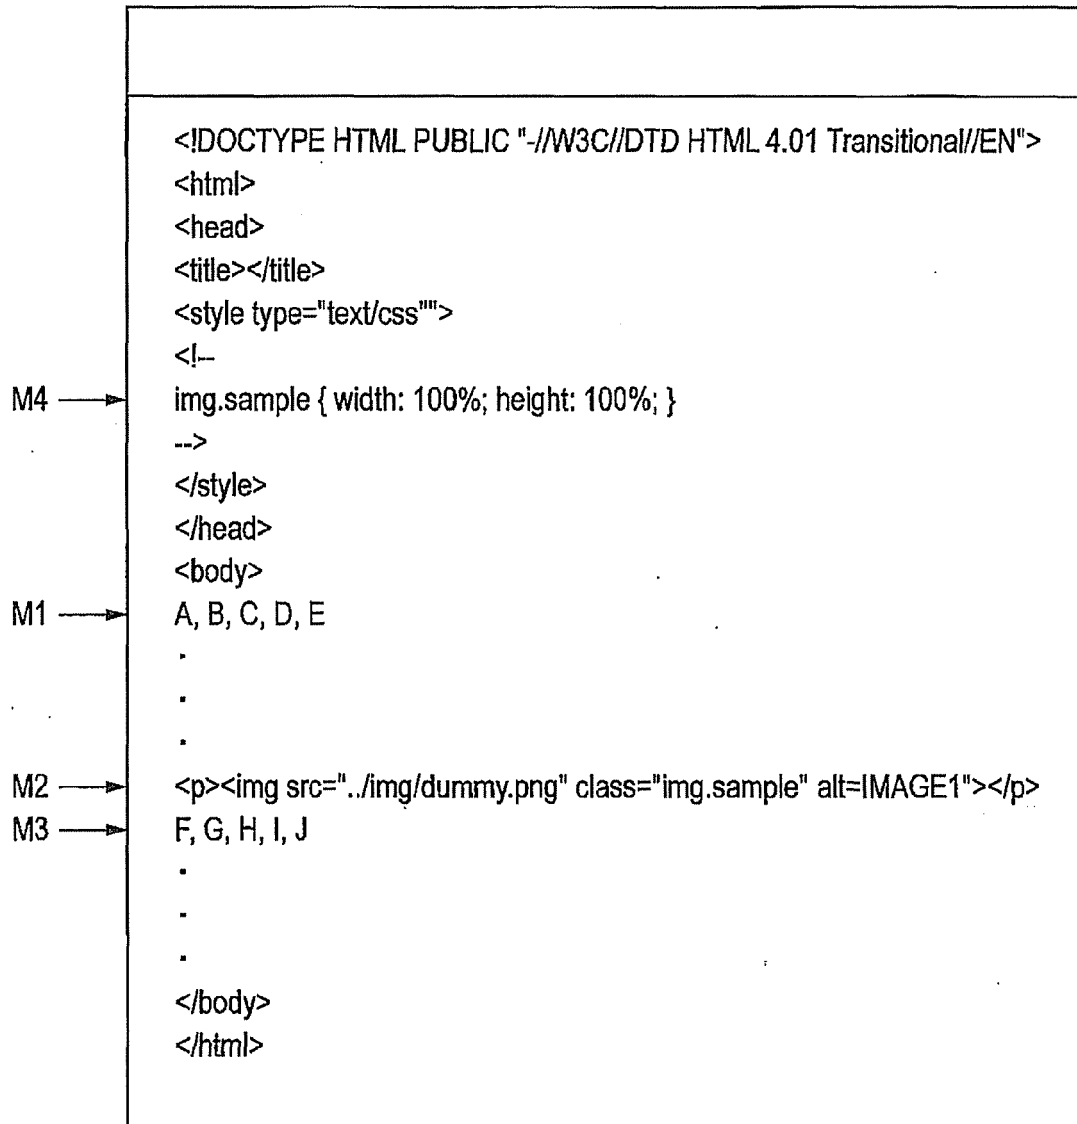 <!DOCTYPE HTML PUBLIC "-//W3C//DTD HTML 4.01 Transitional//EN">
<html>
<head>
<title></title>
<style type="text/css"">
<!--
M4 img.sample { width: 100%; height: 100%; }
-->
</style>
</head>
<body>
M1 A, B, C, D, E
.
.
.
M2 <p><img src="../img/dummy.png" class="img.sample" alt=IMAGE1"></p>
M3 F, G, H, I, J
.
.
.
</body>
</html>